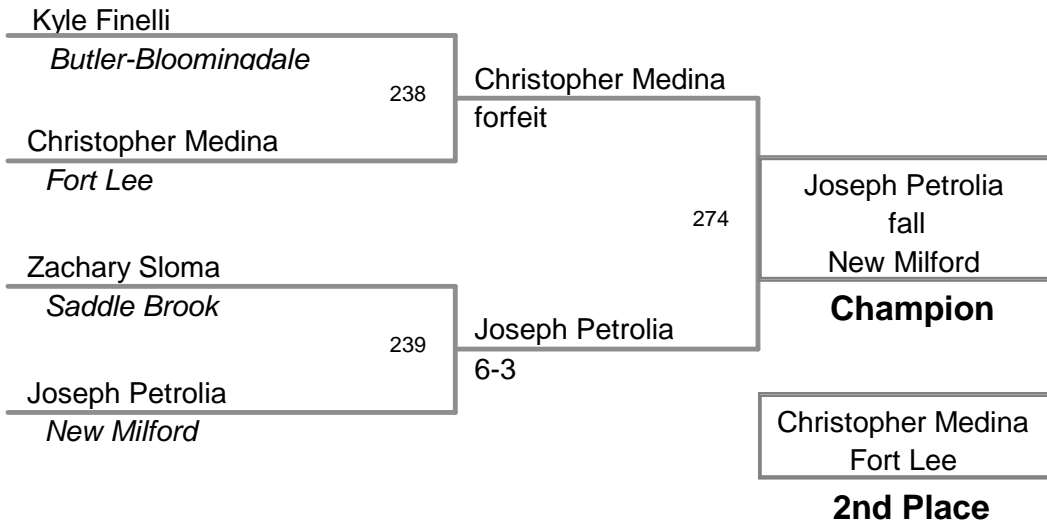 Kyle Finelli
Butler-Bloomingdale
238
Christopher Medina
forfeit
Christopher Medina
Fort Lee
274
Joseph Petrolia
fall
New Milford
Champion
Zachary Sloma
Saddle Brook
239
Joseph Petrolia
6-3
Joseph Petrolia
New Milford
Christopher Medina
Fort Lee
2nd Place